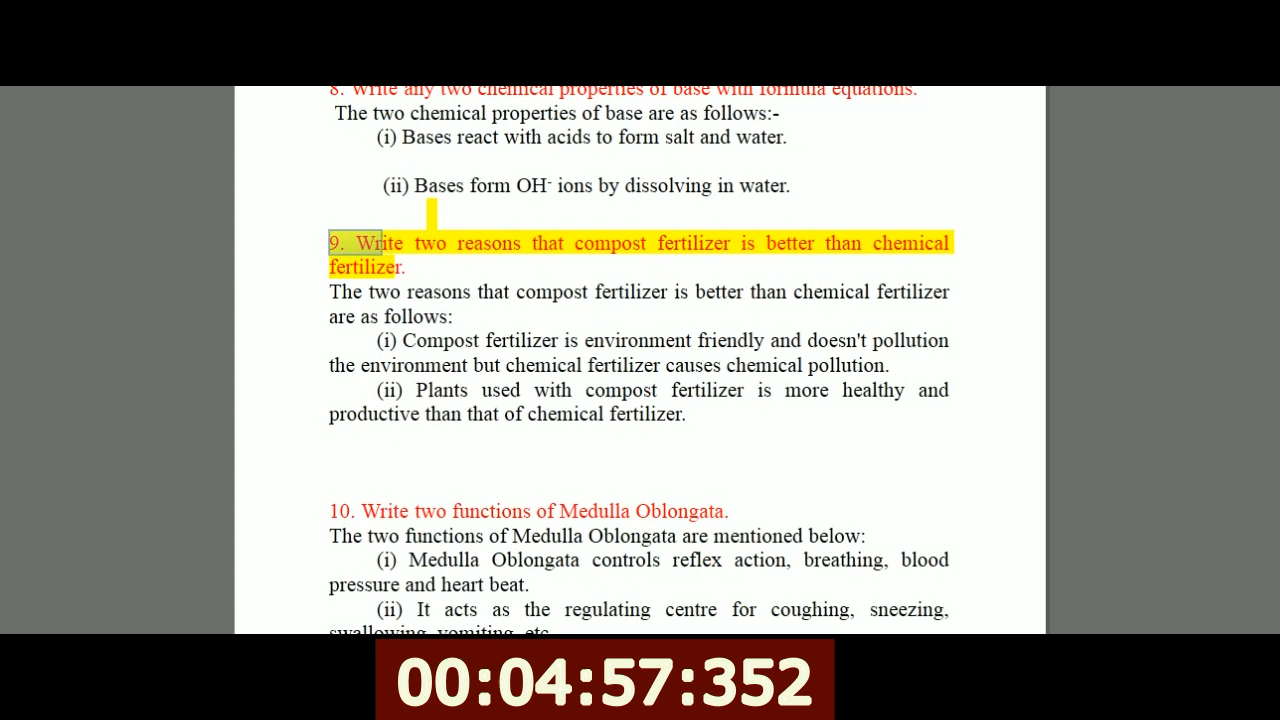 8. Write any two chemical properties of base with formula equations.
The two chemical properties of base are as follows:-
(i) Bases react with acids to form salt and water.
(ii) Bases form OH- ions by dissolving in water.
9. Write two reasons that compost fertilizer is better than chemical
fertilizer.
The two reasons that compost fertilizer is better than chemical fertilizer
are as follows:
(i) Compost fertilizer is environment friendly and doesn't pollution
the environment but chemical fertilizer causes chemical pollution.
(ii) Plants used with compost fertilizer is more healthy and
productive than that of chemical fertilizer.
10. Write two functions of Medulla Oblongata.
The two functions of Medulla Oblongata are mentioned below:
(i) Medulla Oblongata controls reflex action, breathing, blood
pressure and heart beat.
(ii) It acts as the regulating centre for coughing, sneezing,
swallowing, vomiting, etc
00:04:57:352